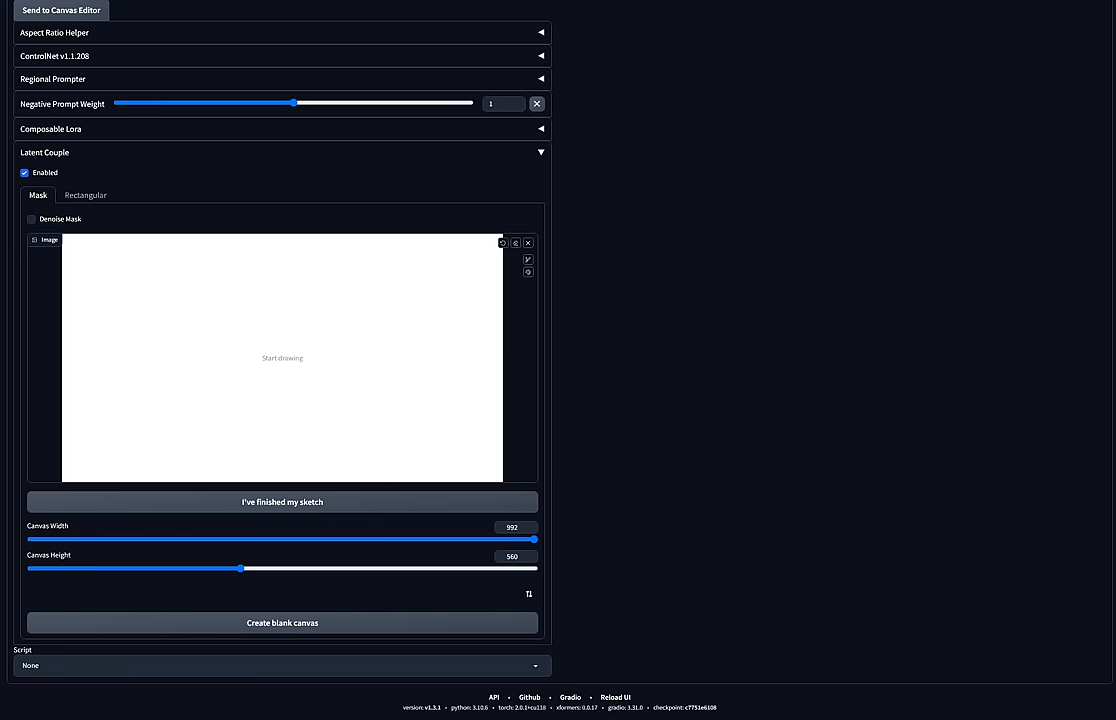 Send to Canvas Editor
Aspect Ratio Helper
ControlNet v1.1.208
Regional Prompter
Negative Prompt Weight 1
Composable Lora
Latent Couple
Enabled
Mask Rectangular
Denoise Mask
Image
Start drawing
I've finished my sketch
Canvas Width 992
Canvas Height 560
Create blank canvas
Script
None
API • Github • Gradio • Reload UI
version: v1.3.1 • python: 3.10.6 • torch: 2.0.1+cu118 • xformers: 0.0.17 • gradio: 3.31.0 • checkpoint: c7751e6108